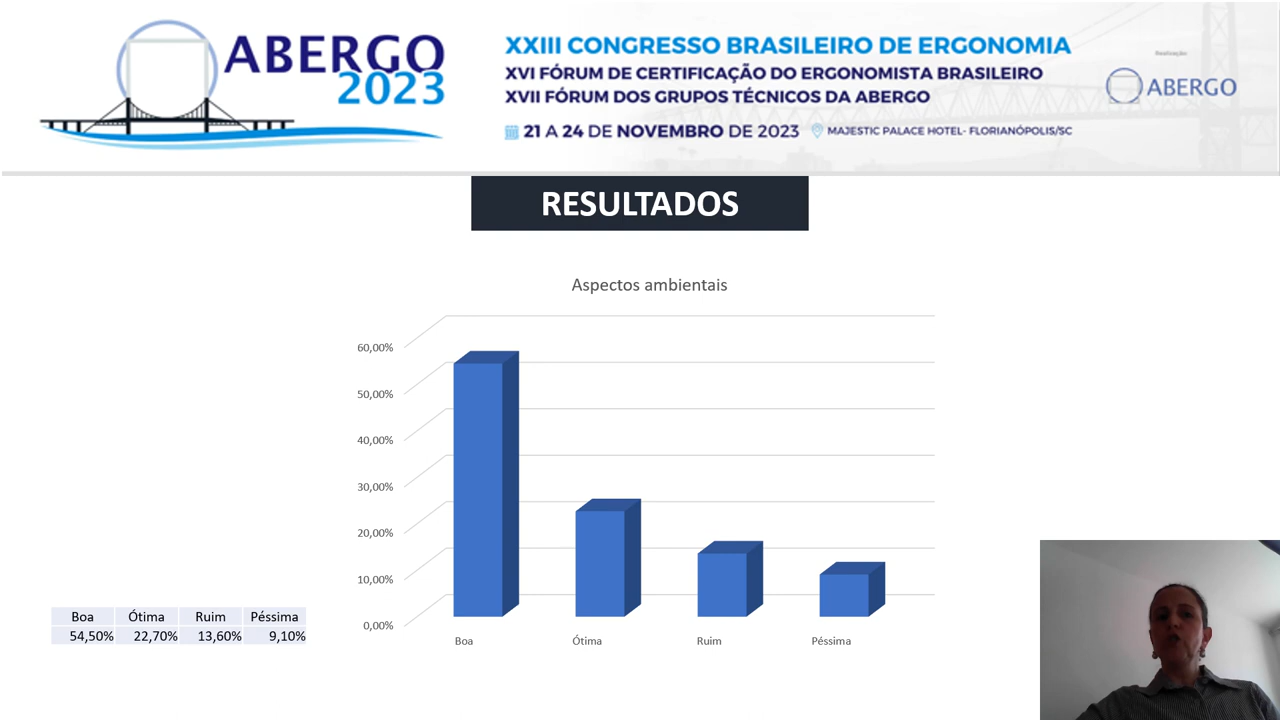 ABERGO
2023
XXIII CONGRESSO BRASILEIRO DE ERGONOMIA
XVI FÓRUM DE CERTIFICAÇÃO DO ERGONOMISTA BRASILEIRO
XVII FÓRUM DOS GRUPOS TÉCNICOS DA ABERGO
21 A 24 DE NOVEMBRO DE 2023 MAJESTIC PALACE HOTEL- FLORIANÓPOLIS/SC
Realização:
ABERGO
RESULTADOS
Aspectos ambientais
60,00%
50,00%
40,00%
30,00%
20,00%
10,00%
0,00%
Boa Ótima Ruim Péssima
Boa Ótima Ruim Péssima
54,50% 22,70% 13,60% 9,10%